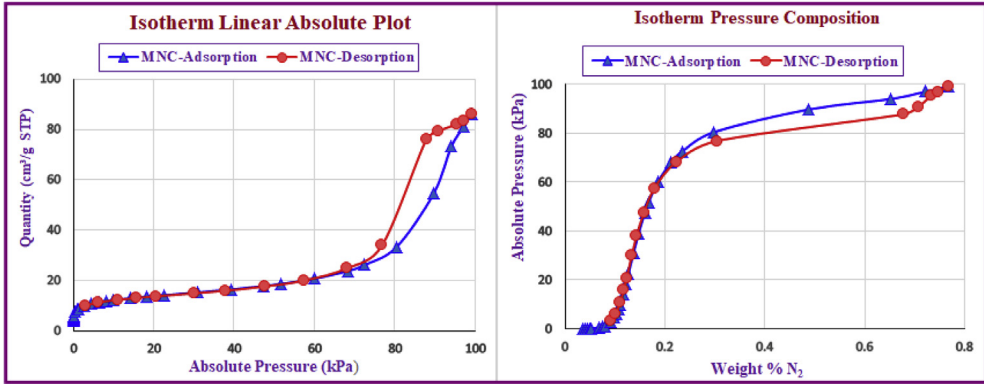 Isotherm Linear Absolute Plot
MNC-Adsorption MNC-Desorption
Quantity (cm³/g STP)
100
80
60
40
20
0
0 20 40 60 80 100
Absolute Pressure (kPa)
Isotherm Pressure Composition
MNC-Adsorption MNC-Desorption
Absolute Pressure (kPa)
100
80
60
40
20
0
0 0.2 0.4 0.6 0.8
Weight % N₂